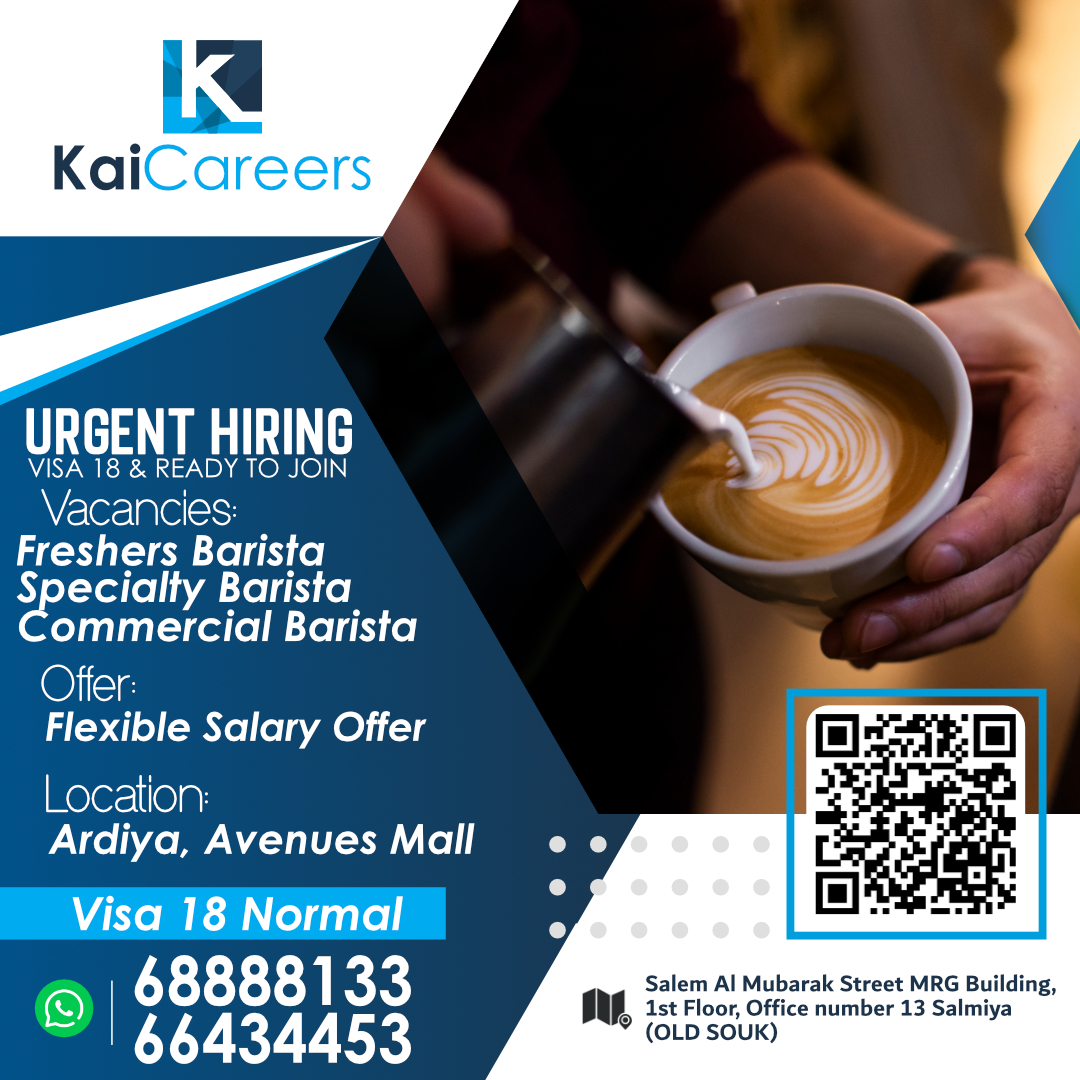 K
KaiCareers
URGENT HIRING
VISA 18 & READY TO JOIN
Vacancies:
Freshers Barista
Specialty Barista
Commercial Barista
Offer:
Flexible Salary Offer
Location:
Ardiya, Avenues Mall
Visa 18 Normal
68888133
66434453
Salem Al Mubarak Street MRG Building,
1st Floor, Office number 13 Salmiya
(OLD SOUK)